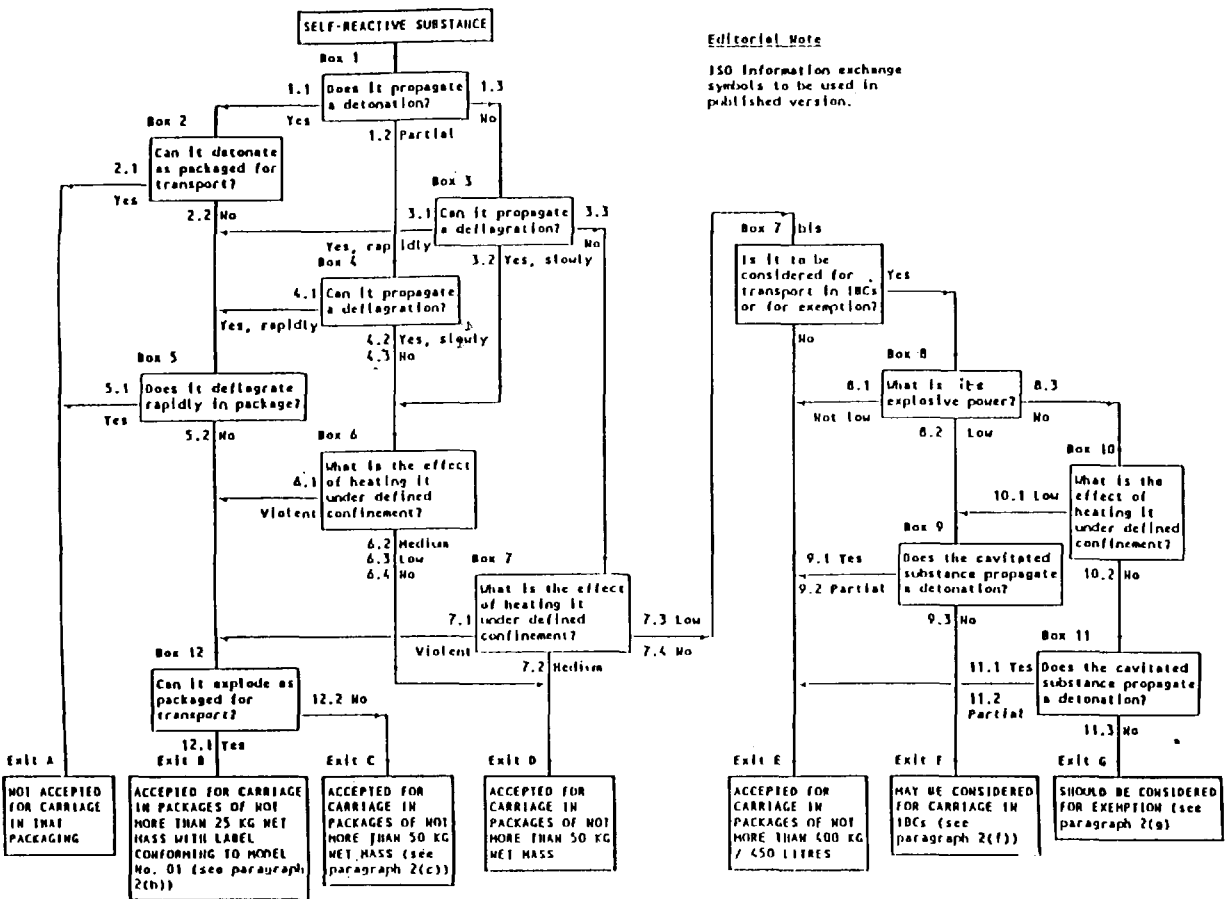 SELF-REACTIVE SUBSTANCE
Editorial Note
ISO information exchange
symbols to be used in
published version.
Box 1
Does it propagate
a detonation?
1.1
Yes
1.2 Partial
1.3
No
Box 2
Can it detonate
as packaged for
transport?
2.1
Yes
2.2 No
Box 3
Can it propagate
a deflagration?
3.1
Yes, rapidly
3.2 Yes, slowly
3.3
No
Box 4
Can it propagate
a deflagration?
4.1
Yes, rapidly
4.2 Yes, slowly
4.3 No
Box 5
Does it deflagrate
rapidly in package?
5.1
Yes
5.2 No
Box 6
What is the effect
of heating it
under defined
confinement?
6.1
Violent
6.2 Medium
6.3 Low
6.4 No
Box 7
What is the effect
of heating it
under defined
confinement?
7.1
Violent
7.2 Medium
7.3 Low
7.4 No
Box 7 bis
Is it to be
considered for
transport in IBCs
or for exemption?
Yes
No
Box 8
What is its
explosive power?
8.1
Not low
8.2 Low
8.3
No
Box 9
Does the cavitated
substance propagate
a detonation?
9.1 Yes
9.2 Partial
9.3 No
Box 10
What is the
effect of
heating it
under defined
confinement?
10.1 Low
10.2 No
Box 11
Does the cavitated
substance propagate
a detonation?
11.1 Yes
11.2
Partial
11.3 No
Box 12
Can it explode as
packaged for
transport?
12.1 Yes
12.2 No
Exit A
NOT ACCEPTED
FOR CARRIAGE
IN THAT
PACKAGING
Exit B
ACCEPTED FOR CARRIAGE
IN PACKAGES OF NOT
MORE THAN 25 KG NET
MASS WITH LABEL
CONFORMING TO MODEL
No. 01 (see paragraph
2(b))
Exit C
ACCEPTED FOR
CARRIAGE IN
PACKAGES OF NOT
MORE THAN 50 KG
NET MASS (see
paragraph 2(c))
Exit D
ACCEPTED FOR
CARRIAGE IN
PACKAGES OF NOT
MORE THAN 50 KG
NET MASS
Exit E
ACCEPTED FOR
CARRIAGE IN
PACKAGES OF NOT
MORE THAN 400 KG
/ 450 LITRES
Exit F
MAY BE CONSIDERED
FOR CARRIAGE IN
IBCs (see
paragraph 2(f))
Exit G
SHOULD BE CONSIDERED
FOR EXEMPTION (see
paragraph 2(g)